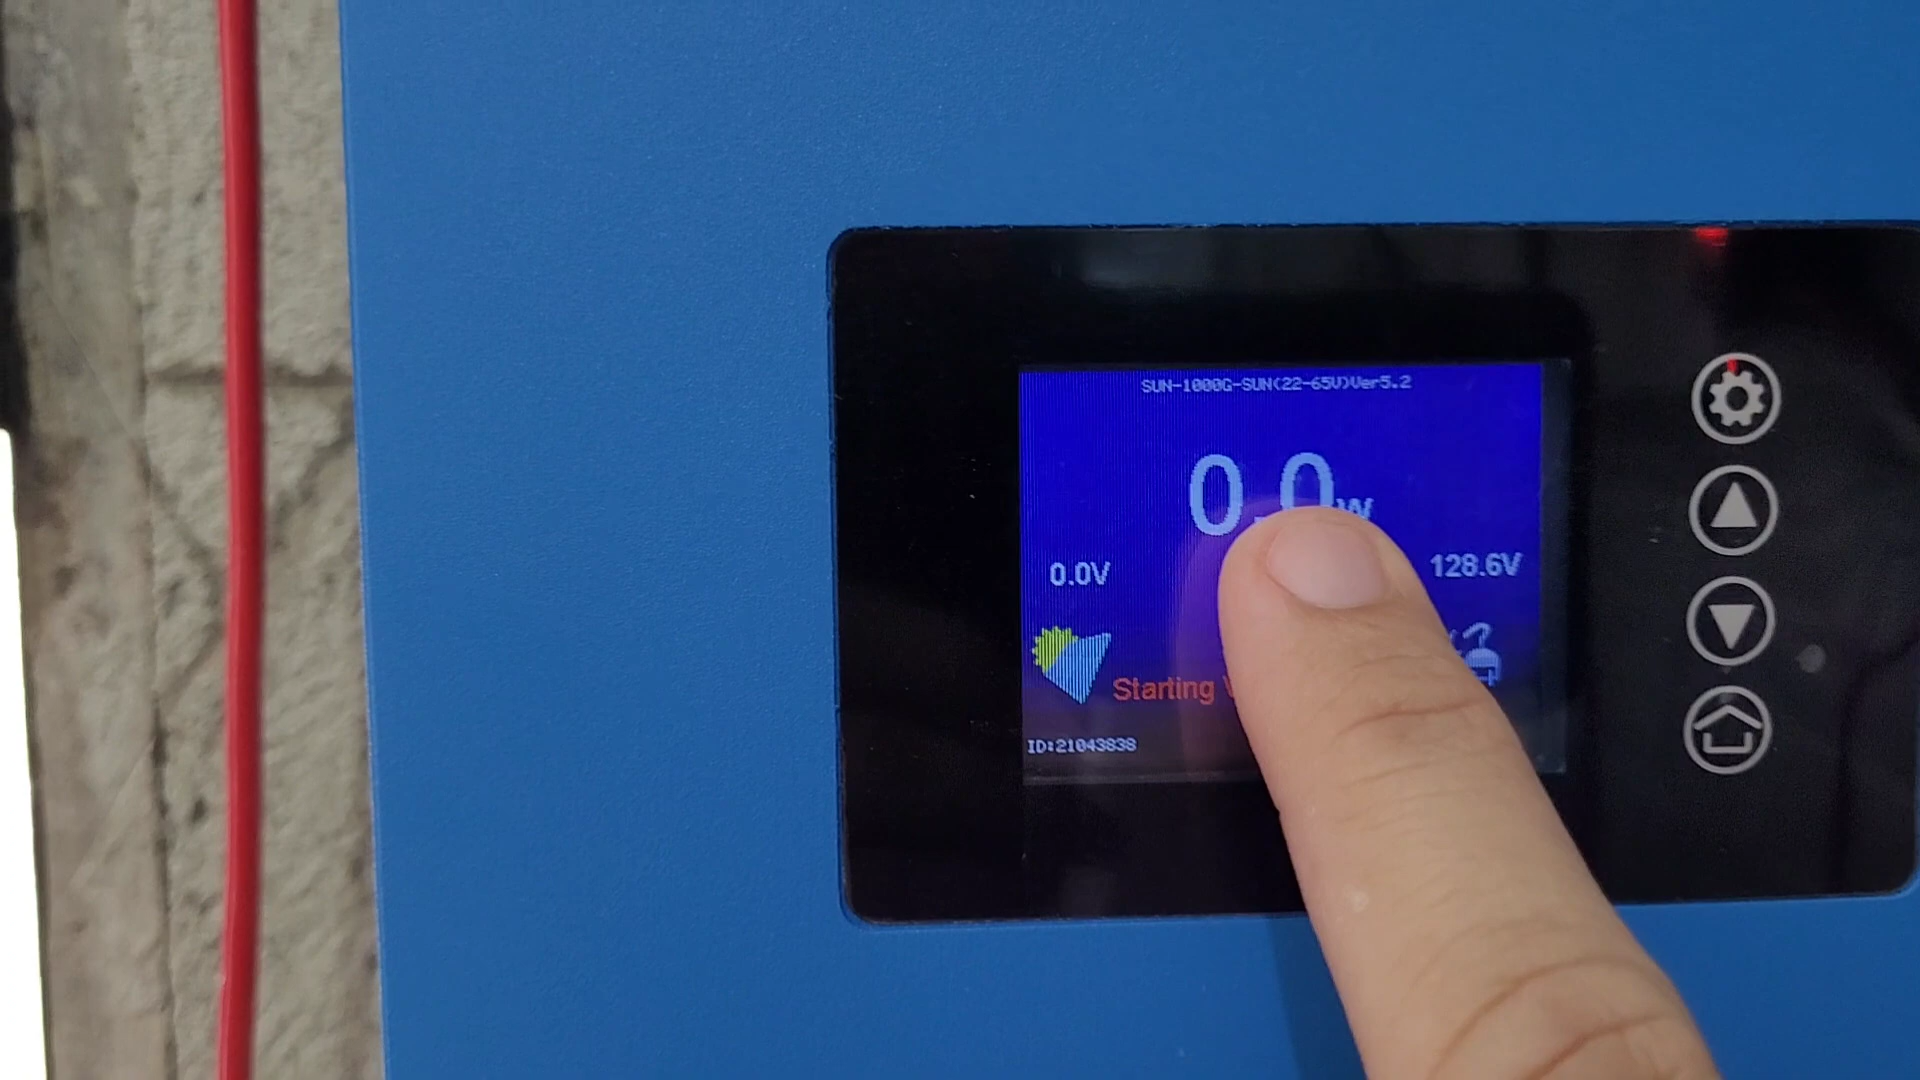 SUN-1000G-SUN(22-65V)Ver5.2
0.0W
0.0V
128.6V
Starting
ID:21043838